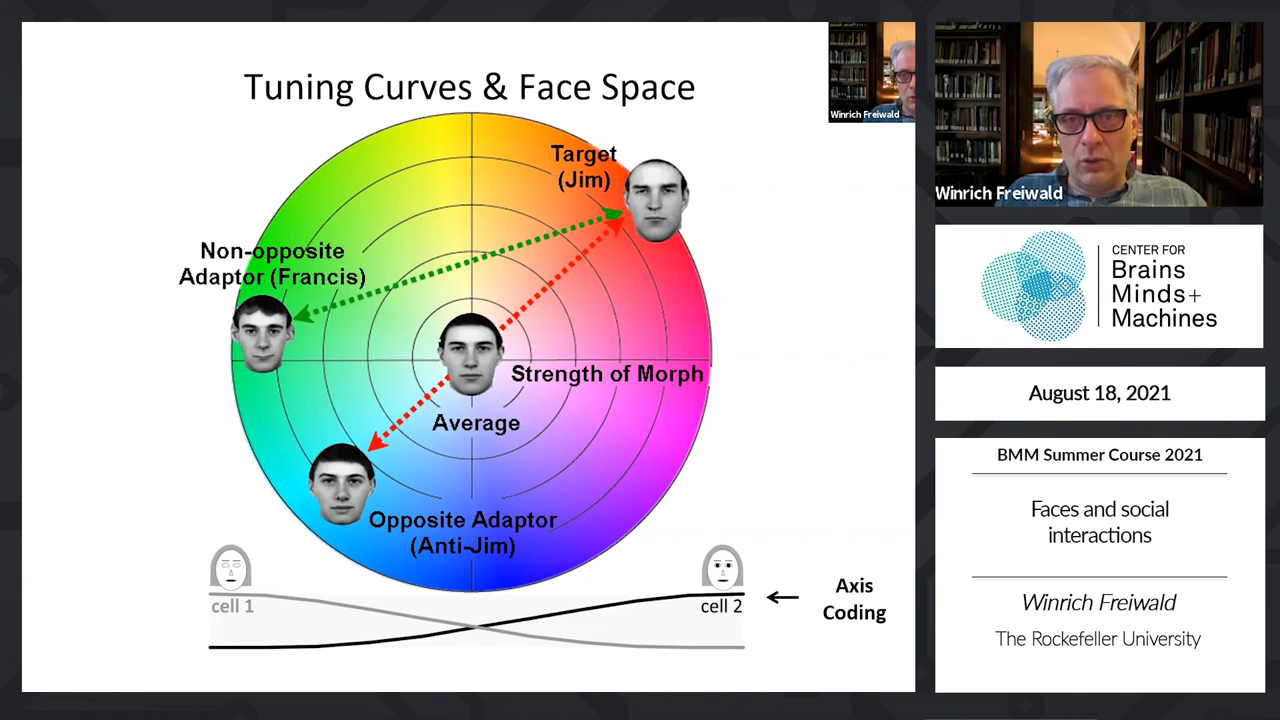 Tuning Curves & Face Space
Target
(Jim)
Non-opposite
Adaptor (Francis)
Strength of Morph
Average
Opposite Adaptor
(Anti-Jim)
cell 1
cell 2
Axis
Coding
Winrich Freiwald
Winrich Freiwald
CENTER FOR
Brains
Minds+
Machines
August 18, 2021
BMM Summer Course 2021
Faces and social
interactions
Winrich Freiwald
The Rockefeller University